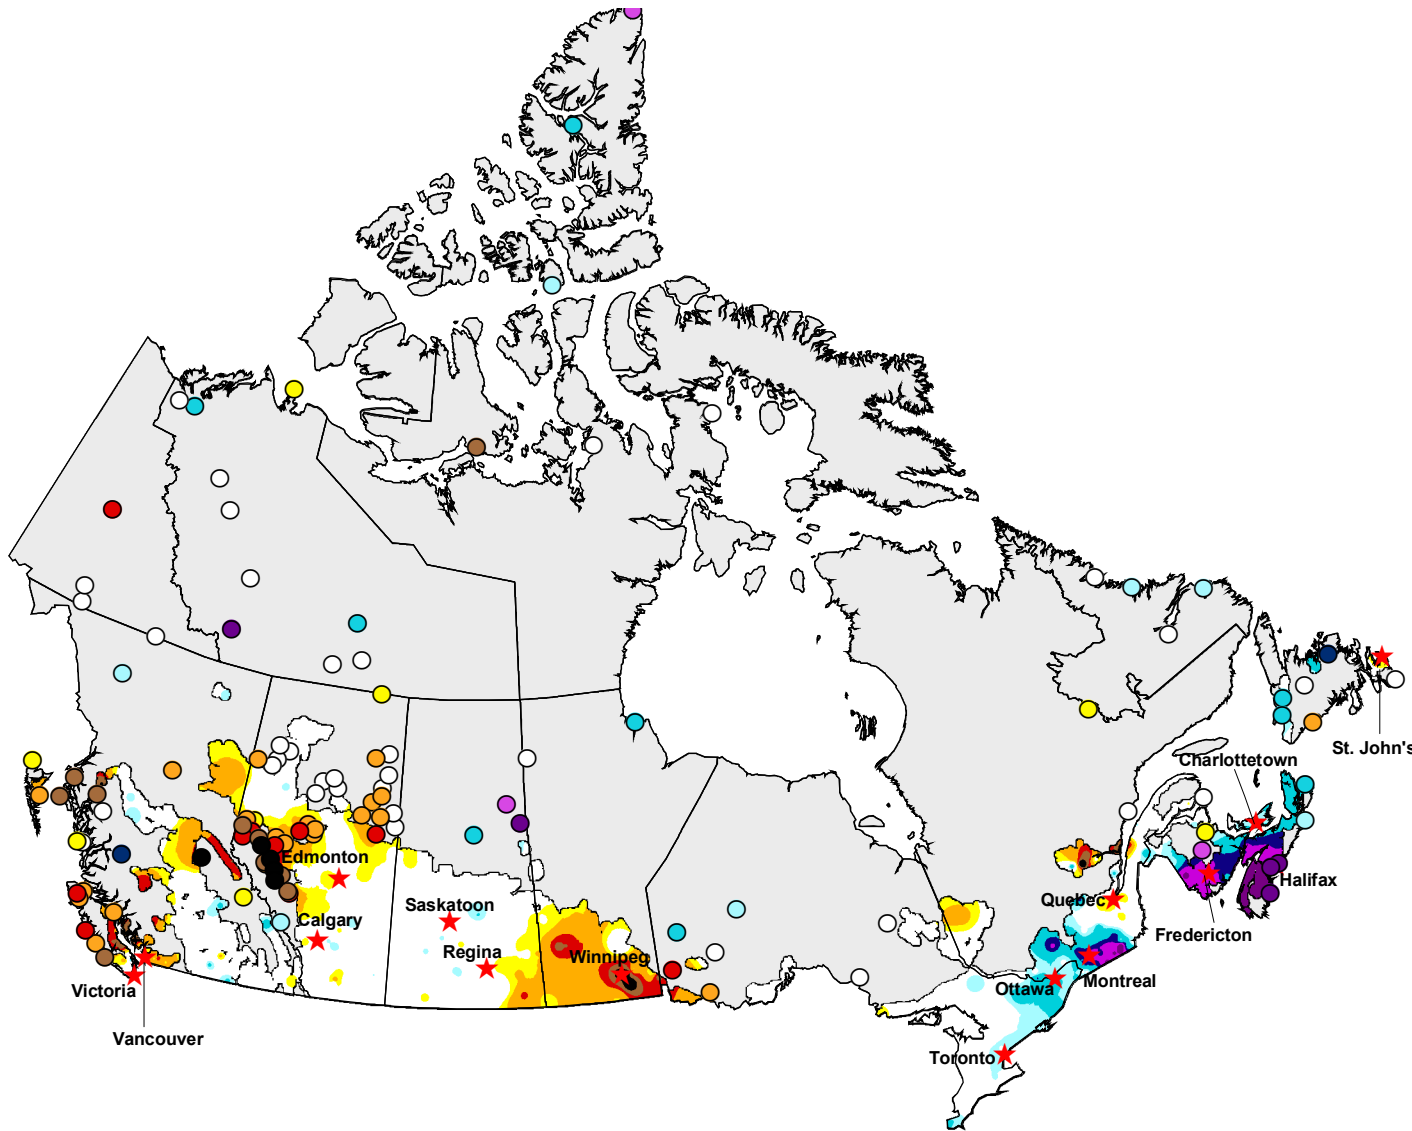 St. John's
Charlottetown
Edmonton
Halifax
Quebec
Saskatoon
Calgary
Fredericton
Regina
Winnipeg
Montreal
Ottawa
Victoria
Vancouver
Toronto